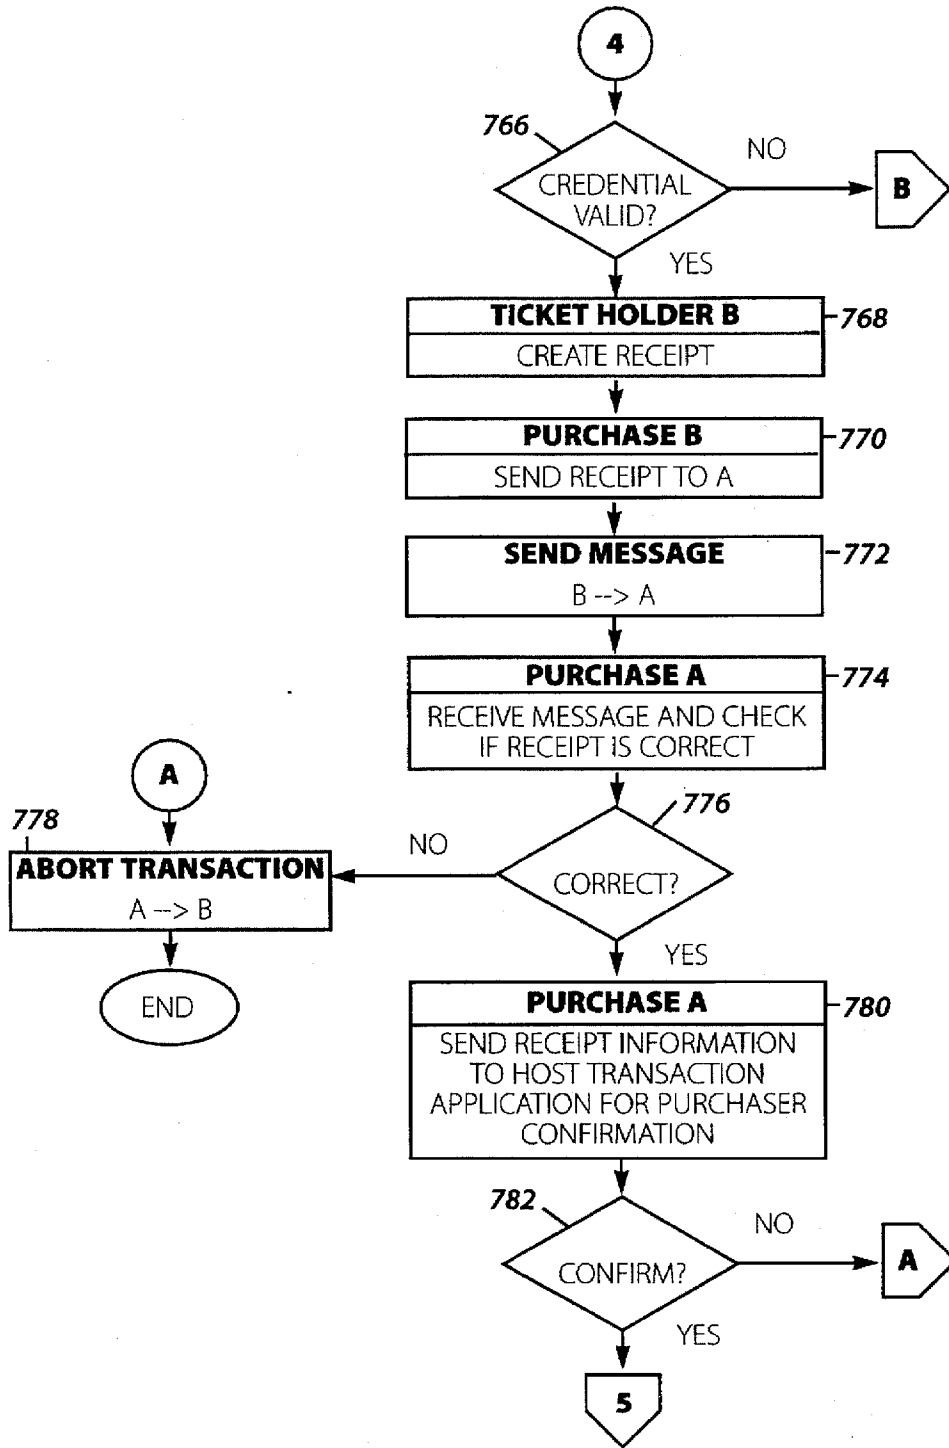 4
766
NO
CREDENTIAL
VALID?
B
YES
TICKET HOLDER B
768
CREATE RECEIPT
PURCHASE B
770
SEND RECEIPT TO A
SEND MESSAGE
772
B --> A
PURCHASE A
774
RECEIVE MESSAGE AND CHECK
IF RECEIPT IS CORRECT
A
778
776
NO
ABORT TRANSACTION
A --> B
CORRECT?
YES
END
PURCHASE A
780
SEND RECEIPT INFORMATION
TO HOST TRANSACTION
APPLICATION FOR PURCHASER
CONFIRMATION
782
NO
CONFIRM?
A
YES
5